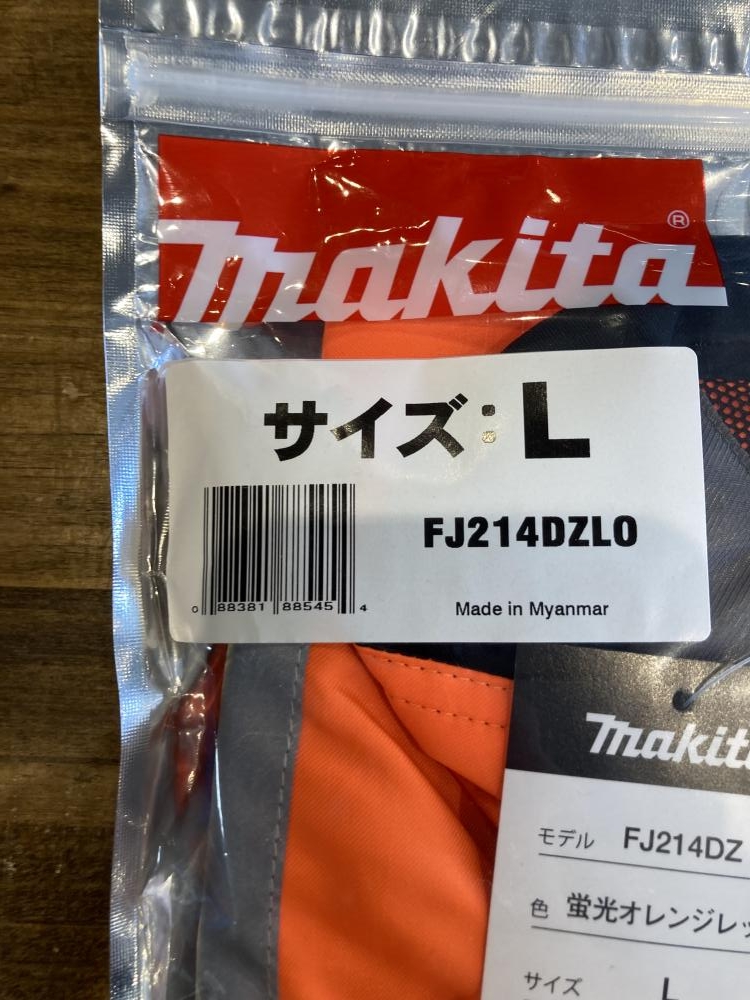 makita®
サイズ:L
FJ214DZLO
0 88381 88545 4
Made in Myanmar
makita
モデル FJ214DZ
色 蛍光オレンジレッ
サイズ L